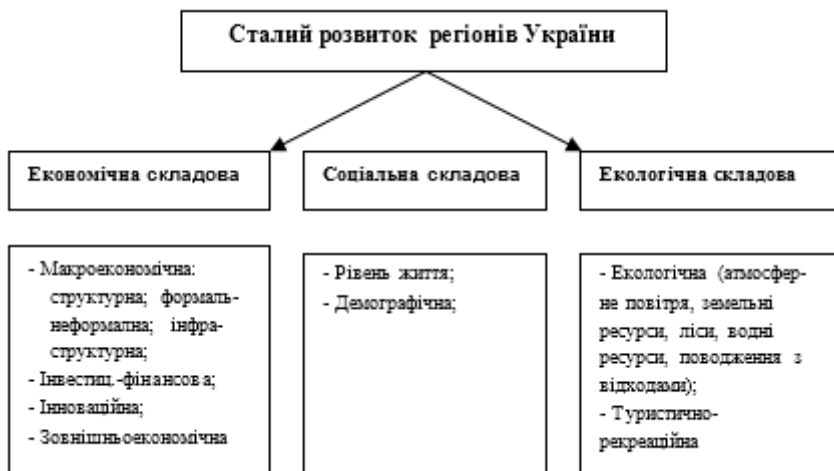 Сталий розвиток регіонів України
Економічна складова
Соціальна складова
Екологічна складова
- Макроекономічна:
структурна; формаль-
неформална; інфра-
структурна;
- Інвестиц.-фінансова;
- Інноваційна;
- Зовнішньоекономічна
- Рівень життя;
- Демографічна;
- Екологічна (атмосфер-
не повітря, земельні
ресурси, ліси, водні
ресурси, поводження з
відходами);
- Туристично-
рекреаційна